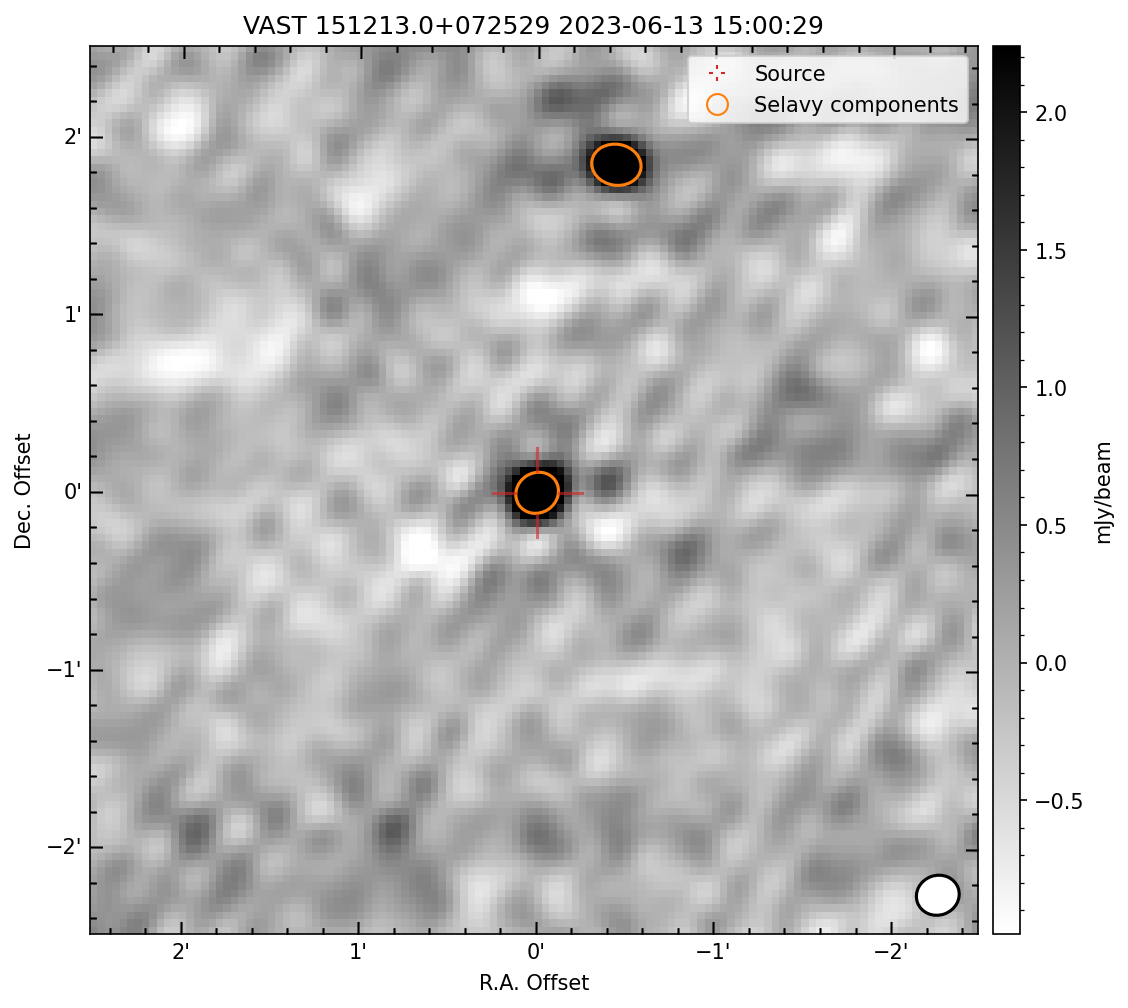 VAST 151213.0+072529 2023-06-13 15:00:29
Source
Selavy components
2'
1'
0'
−1'
−2'
Dec. Offset
2'
1'
0'
−1'
−2'
R.A. Offset
2.0
1.5
1.0
0.5
0.0
−0.5
mJy/beam